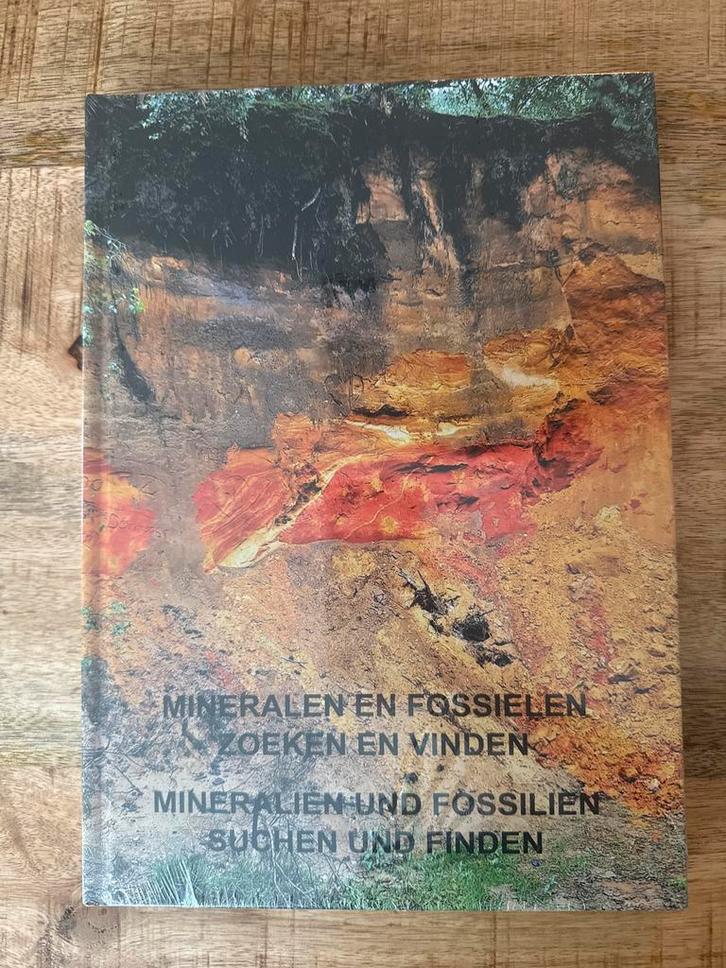 MINERALEN EN FOSSIELEN
ZOEKEN EN VINDEN
MINERALIEN UND FOSSILIEN
SUCHEN UND FINDEN